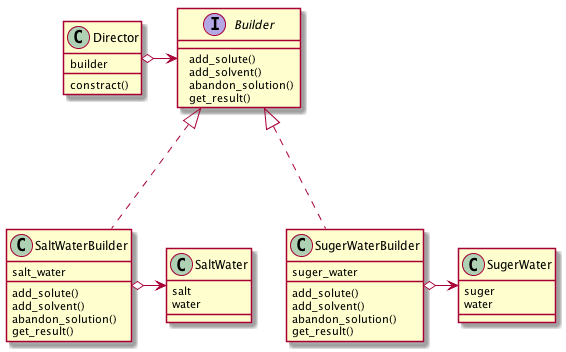 C Director
builder
constract()
I Builder
add_solute()
add_solvent()
abandon_solution()
get_result()
C SaltWaterBuilder
salt_water
add_solute()
add_solvent()
abandon_solution()
get_result()
C SaltWater
salt
water
C SugerWaterBuilder
suger_water
add_solute()
add_solvent()
abandon_solution()
get_result()
C SugerWater
suger
water